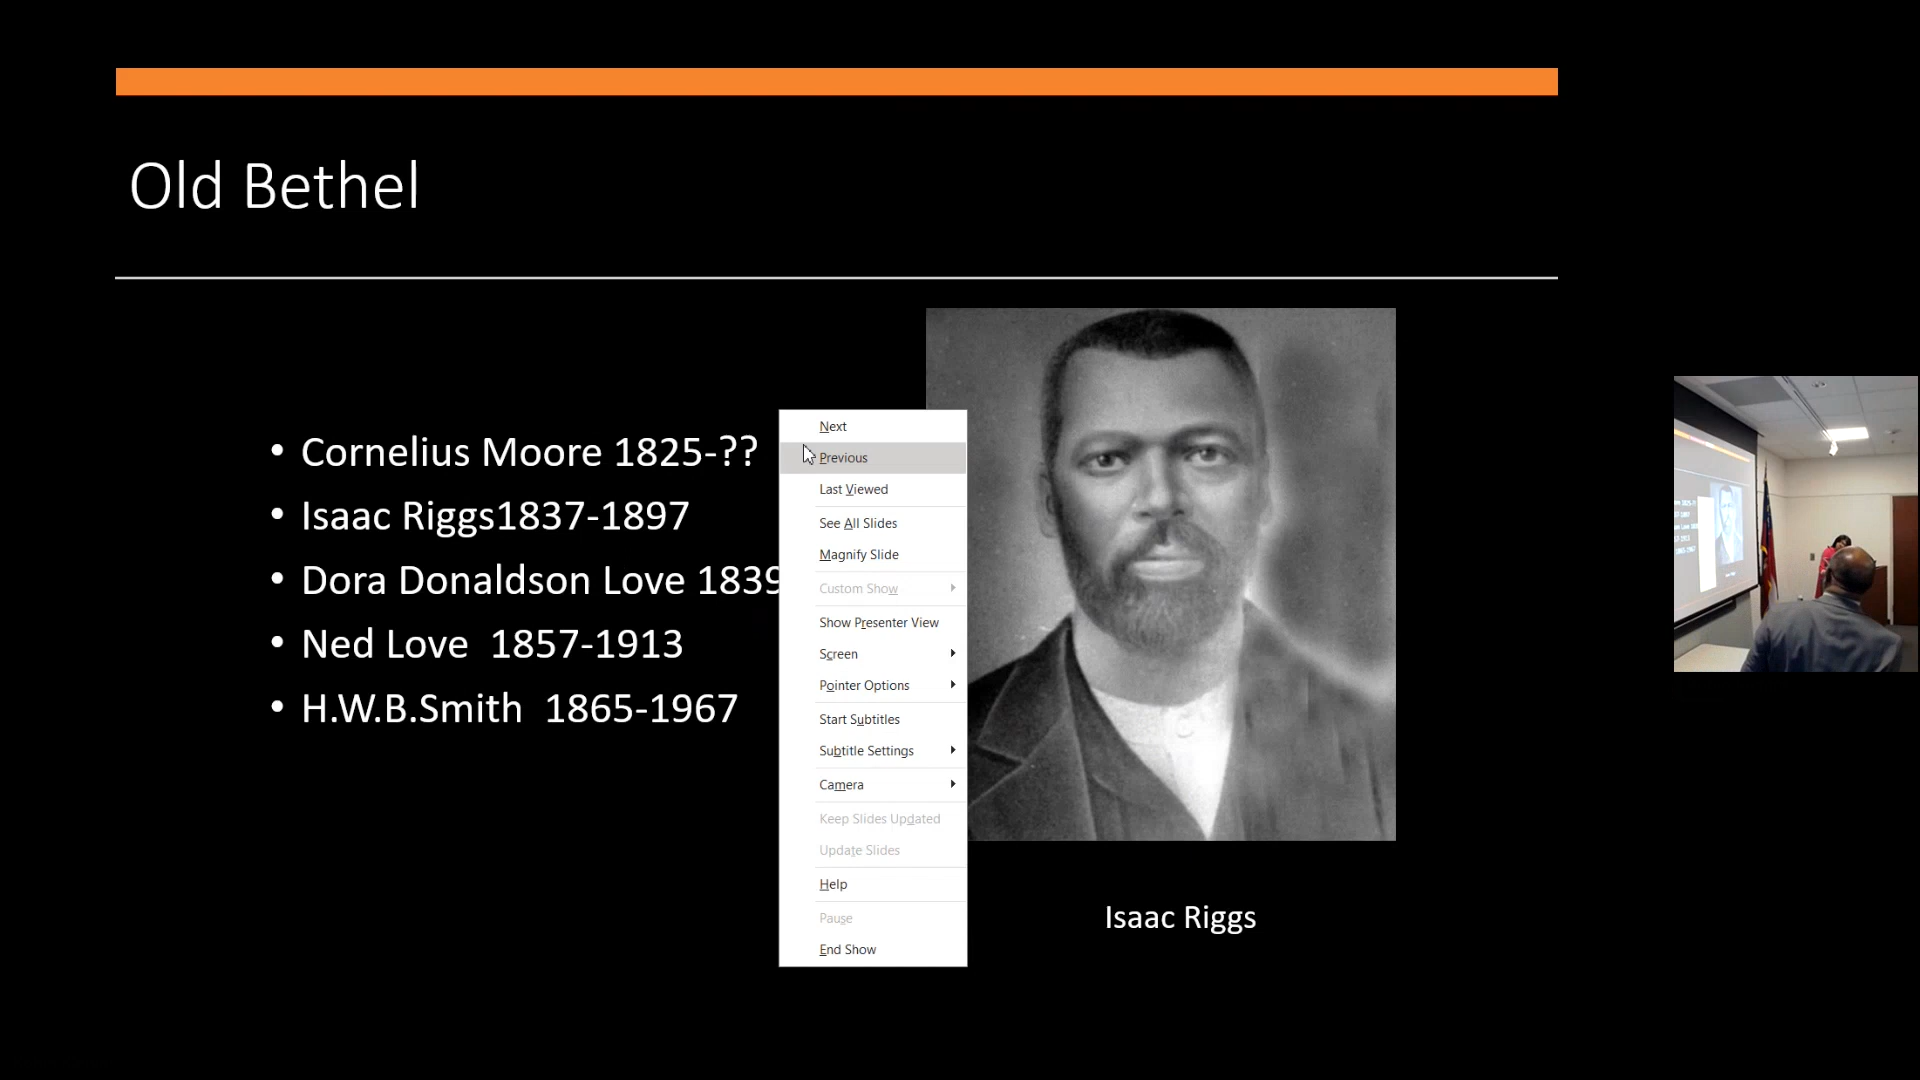 Old Bethel
• Cornelius Moore 1825-??
• Isaac Riggs1837-1897
• Dora Donaldson Love 1839
• Ned Love 1857-1913
• H.W.B.Smith 1865-1967
Next
Previous
Last Viewed
See All Slides
Magnify Slide
Custom Show
Show Presenter View
Screen
Pointer Options
Start Subtitles
Subtitle Settings
Camera
Keep Slides Updated
Update Slides
Help
Pause
End Show
Isaac Riggs